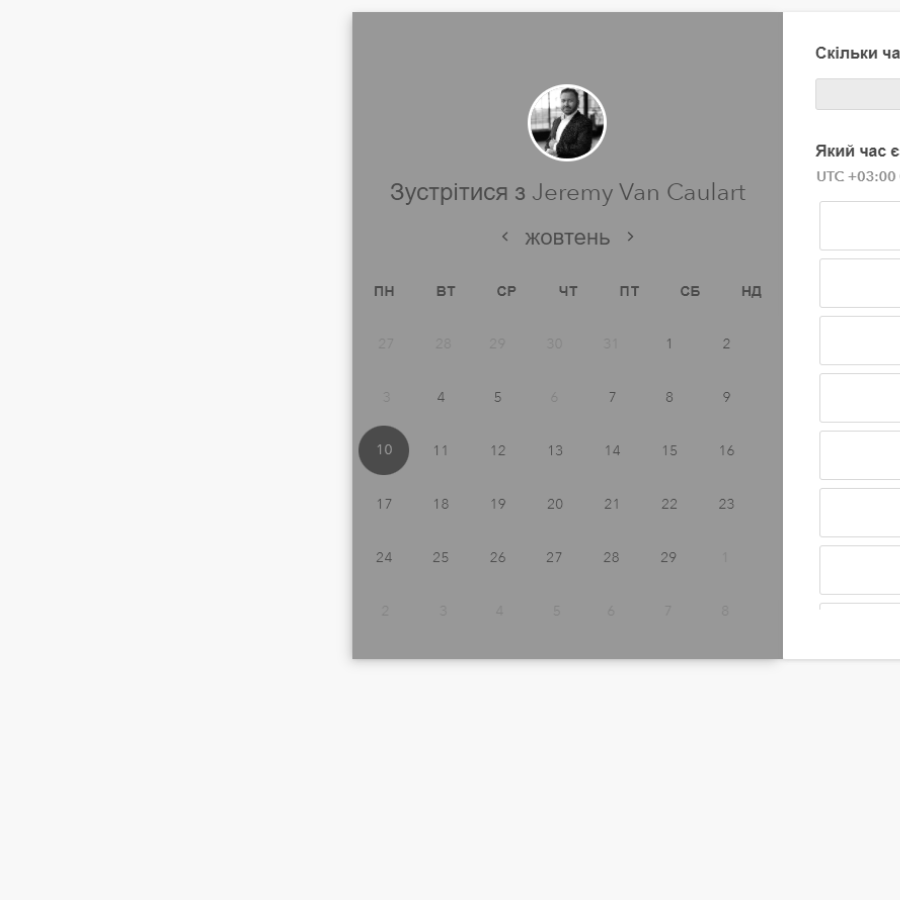 Зустрітися з Jeremy Van Caulart
жовтень
ПН ВТ СР ЧТ ПТ СБ НД
27 28 29 30 31 1 2
3 4 5 6 7 8 9
10 11 12 13 14 15 16
17 18 19 20 21 22 23
24 25 26 27 28 29 1
2 3 4 5 6 7 8
Скільки ча
Який час є
UTC +03:00